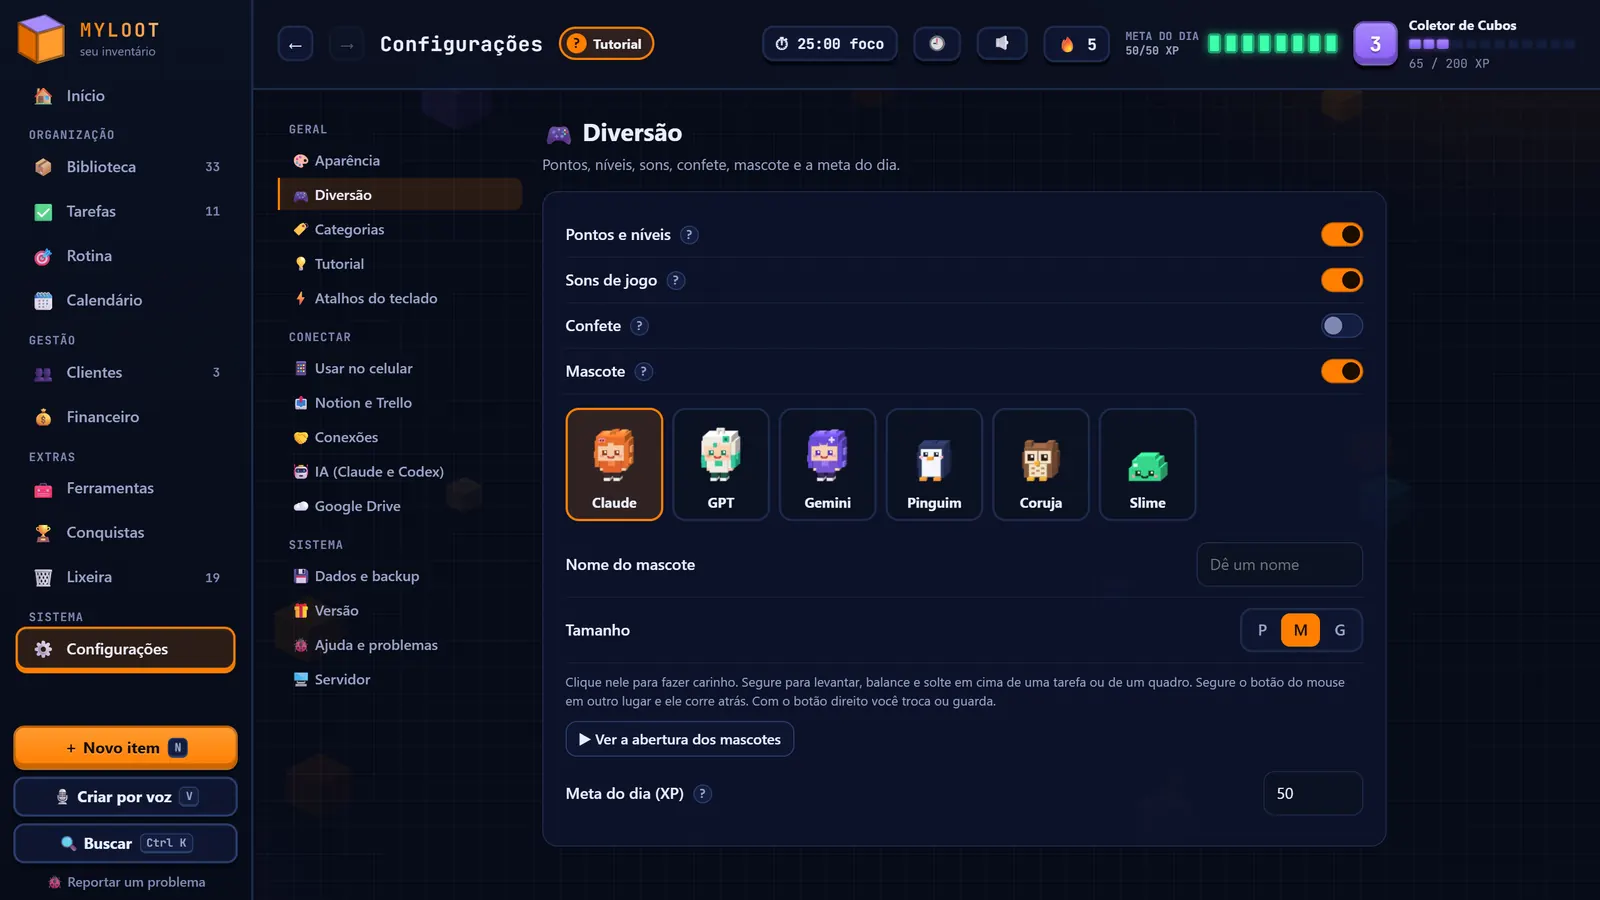 MYLOOT
seu inventário
Início
ORGANIZAÇÃO
Biblioteca 33
Tarefas 11
Rotina
Calendário
GESTÃO
Clientes 3
Financeiro
EXTRAS
Ferramentas
Conquistas
Lixeira 19
SISTEMA
Configurações
+ Novo item N
Criar por voz V
Buscar Ctrl K
Reportar um problema
← → Configurações ? Tutorial
25:00 foco
5
META DO DIA
50/50 XP
3
Coletor de Cubos
65 / 200 XP
GERAL
Aparência
Diversão
Categorias
Tutorial
Atalhos do teclado
CONECTAR
Usar no celular
Notion e Trello
Conexões
IA (Claude e Codex)
Google Drive
SISTEMA
Dados e backup
Versão
Ajuda e problemas
Servidor
Diversão
Pontos, níveis, sons, confete, mascote e a meta do dia.
Pontos e níveis ?
Sons de jogo ?
Confete ?
Mascote ?
Claude GPT Gemini Pinguim Coruja Slime
Nome do mascote Dê um nome
Tamanho P M G
Clique nele para fazer carinho. Segure para levantar, balance e solte em cima de uma tarefa ou de um quadro. Segure o botão do mouse
em outro lugar e ele corre atrás. Com o botão direito você troca ou guarda.
▶ Ver a abertura dos mascotes
Meta do dia (XP) ? 50